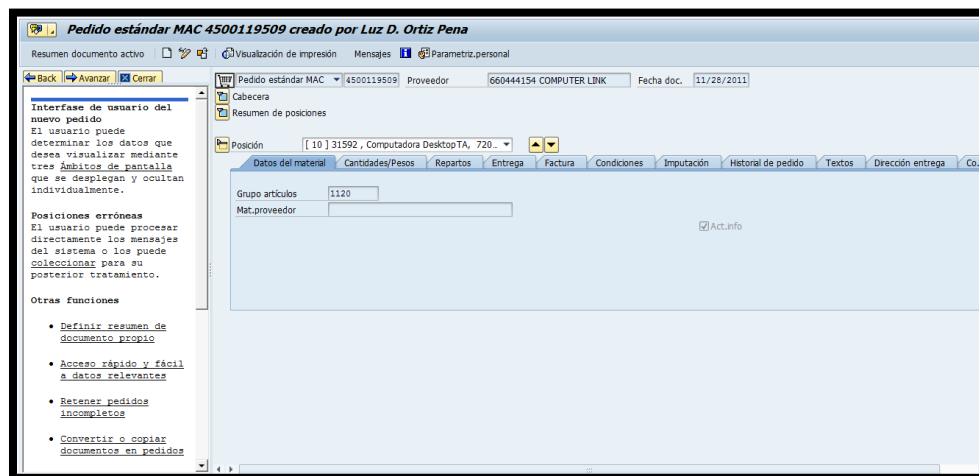 Pedido estándar MAC 4500119509 creado por Luz D. Ortiz Pena
Resumen documento activo Visualización de impresión Mensajes Parametriz.personal
Back Avanzar Cerrar
Interfase de usuario del
nuevo pedido
El usuario puede
determinar los datos que
desea visualizar mediante
tres Ámbitos de pantalla
que se desplegan y ocultan
individualmente.
Posiciones erróneas
El usuario puede procesar
directamente los mensajes
del sistema o los puede
coleccionar para su
posterior tratamiento.
Otras funciones
Definir resumen de
documento propio
Acceso rápido y fácil
a datos relevantes
Retener pedidos
incompletos
Convertir o copiar
documentos en pedidos
Pedido estándar MAC 4500119509 Proveedor 660444154 COMPUTER LINK Fecha doc. 11/28/2011
Cabecera
Resumen de posiciones
Posición [ 10 ] 31592 , Computadora DesktopTA, 720...
Datos del material Cantidades/Pesos Repartos Entrega Factura Condiciones Imputación Historial de pedido Textos Dirección entrega Co.
Grupo artículos 1120
Mat.proveedor
Act.info